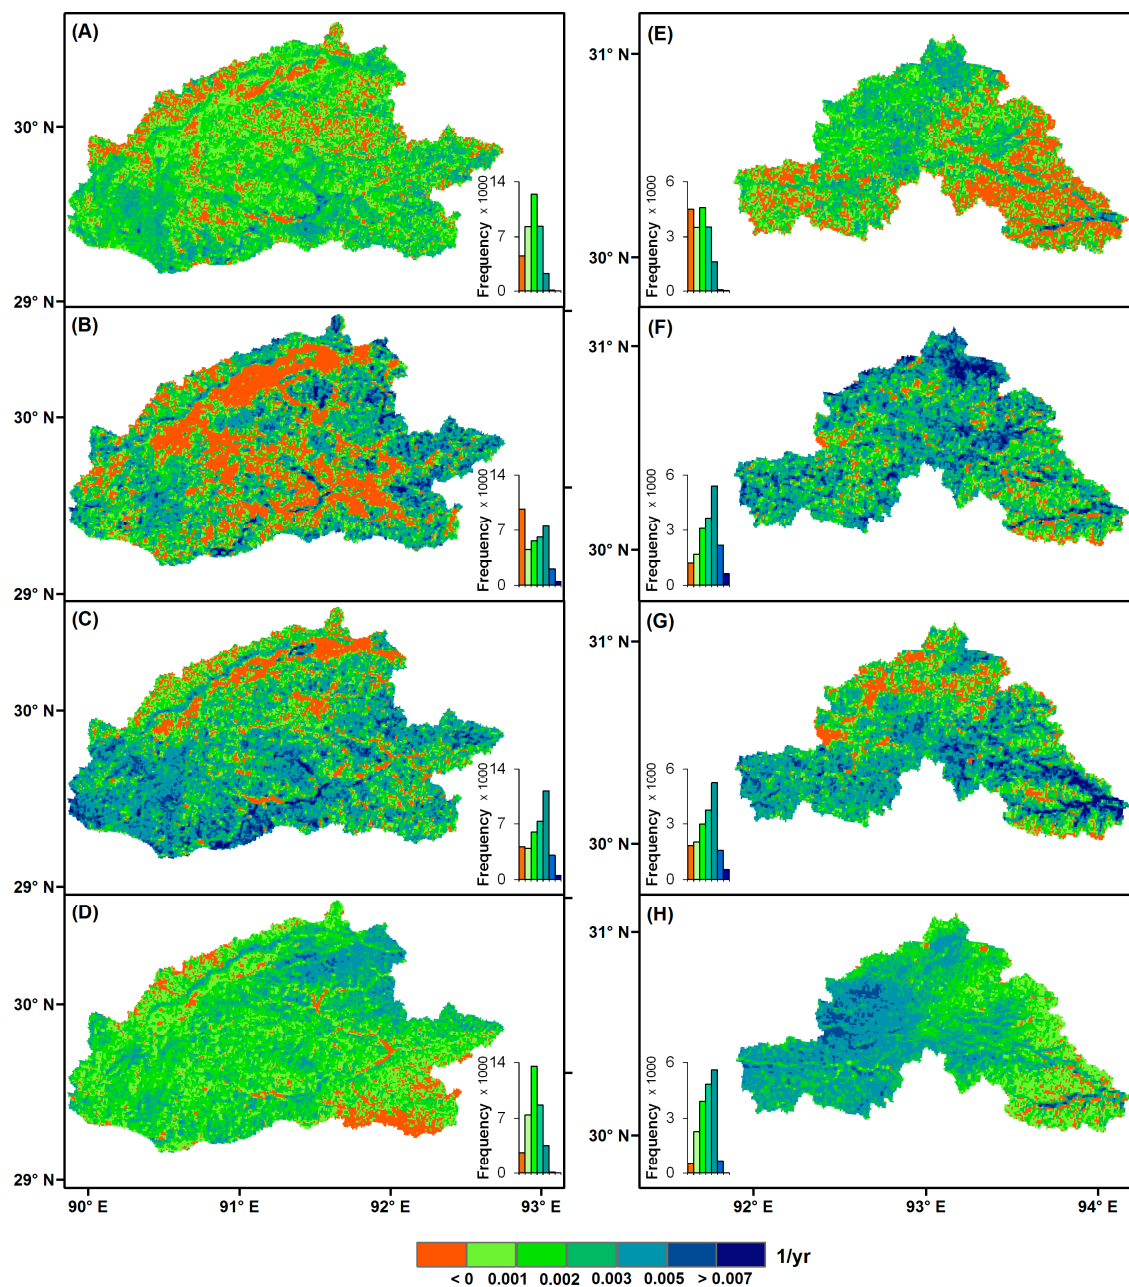 (A)
30° N
29° N
14
7
0
Frequency × 1000
(E)
31° N
30° N
6
3
0
Frequency × 1000
(B)
30° N
29° N
14
7
0
Frequency × 1000
(F)
31° N
30° N
6
3
0
Frequency × 1000
(C)
30° N
29° N
14
7
0
Frequency × 1000
(G)
31° N
30° N
6
3
0
Frequency × 1000
(D)
30° N
29° N
14
7
0
Frequency × 1000
(H)
31° N
30° N
6
3
0
Frequency × 1000
90° E 91° E 92° E 93° E
92° E 93° E 94° E
1/yr
< 0 0.001 0.002 0.003 0.005 > 0.007